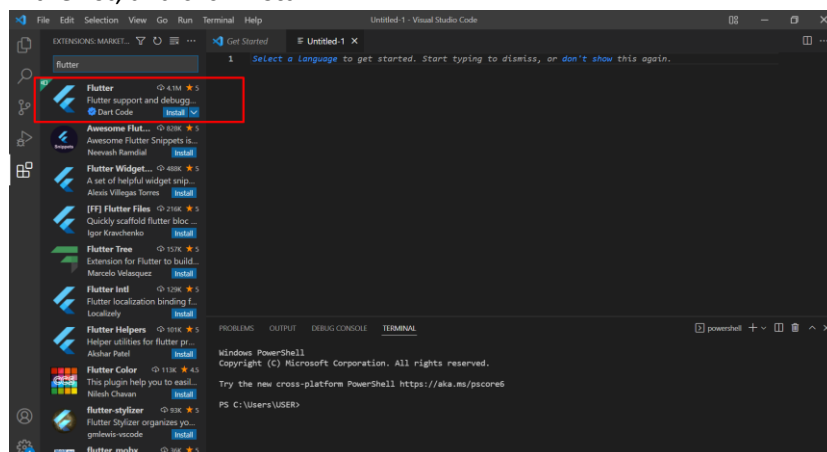 File Edit Selection View Go Run Terminal Help
Untitled-1 - Visual Studio Code
EXTENSIONS: MARKET...
Get Started
Untitled-1
flutter
1 Select a language to get started. Start typing to dismiss, or don't show this again.
Flutter 4.1M ★ 5
Flutter support and debugg...
Dart Code Install
Awesome Flut... 828K ★ 5
Awesome Flutter Snippets is...
Neevash Ramdial Install
Snippets
Flutter Widget... 488K ★ 5
A set of helpful widget snip...
Alexis Villegas Torres Install
[FF] Flutter Files 216K ★ 5
Quickly scaffold flutter bloc ...
Igor Kravchenko Install
Flutter Tree 157K ★ 5
Extension for Flutter to build...
Marcelo Velasquez Install
Flutter Intl 129K ★ 5
Flutter localization binding f...
Localizely Install
Flutter Helpers 101K ★ 5
Helper utilities for flutter pr...
Akshar Patel Install
Flutter Color 113K ★ 4.5
This plugin help you to easil...
Nilesh Chavan Install
flutter-stylizer 93K ★ 5
Flutter Stylizer organizes yo...
gmlewis-vscode Install
flutter mobx 36K ★ 5
PROBLEMS OUTPUT DEBUG CONSOLE TERMINAL
powershell
Windows PowerShell
Copyright (C) Microsoft Corporation. All rights reserved.
Try the new cross-platform PowerShell https://aka.ms/pscore6
PS C:\Users\USER>